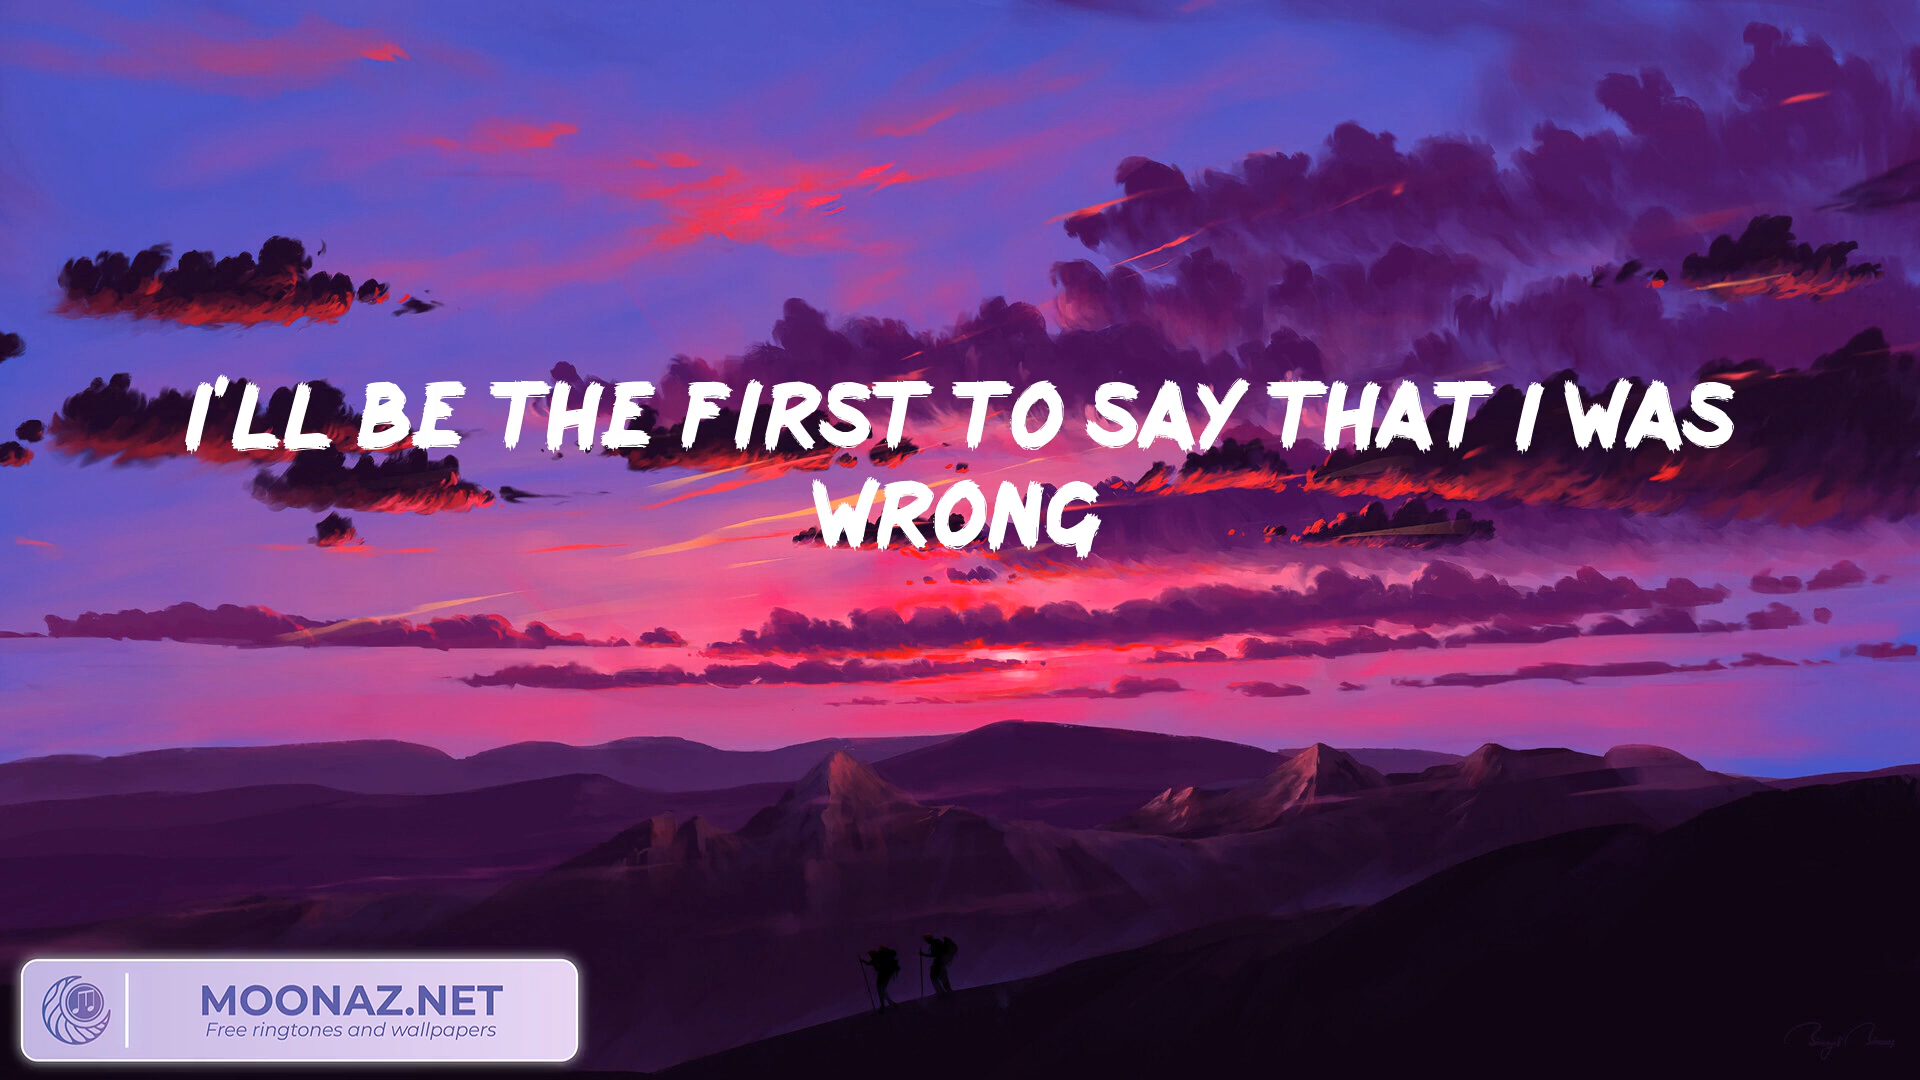 I'LL BE THE FIRST TO SAY THAT I WAS
WRONG
MOONAZ.NET
Free ringtones and wallpapers